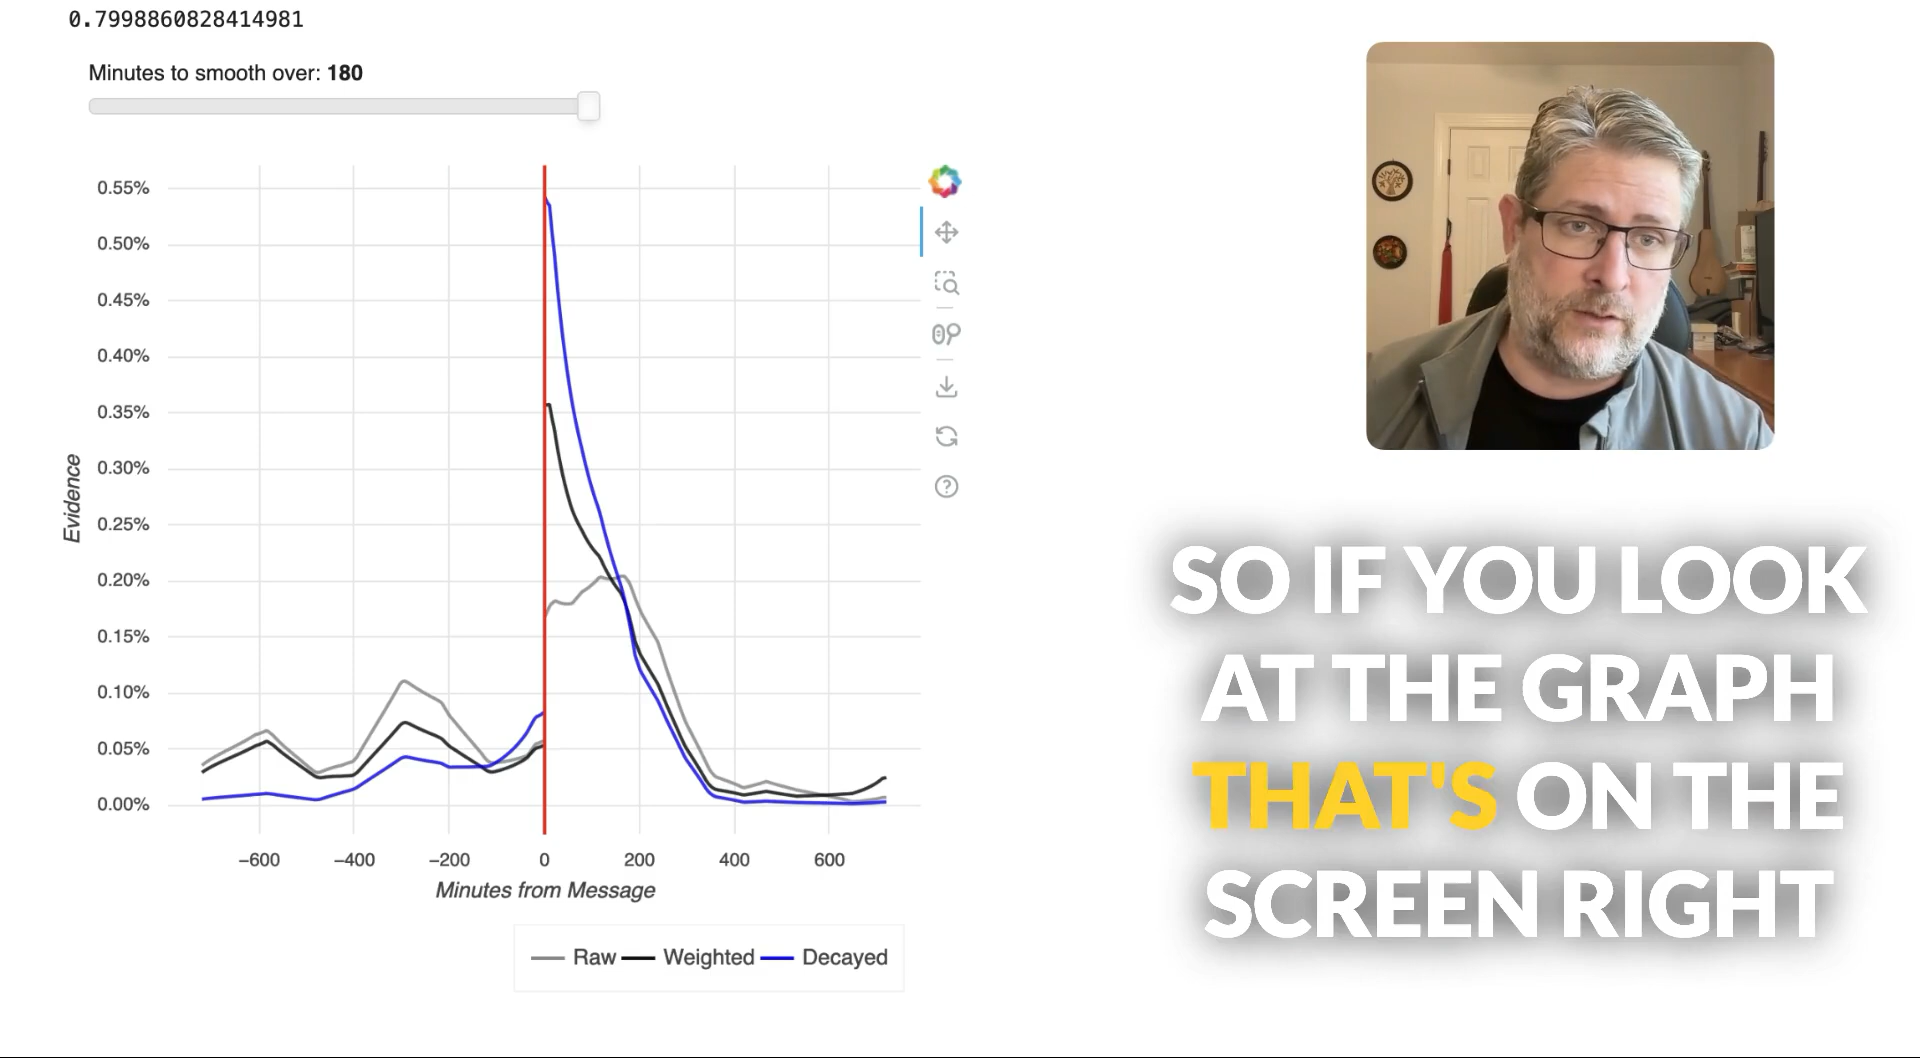 0.7998860828414981
Minutes to smooth over: 180
0.55%
0.50%
0.45%
0.40%
0.35%
0.30%
0.25%
0.20%
0.15%
0.10%
0.05%
0.00%
Evidence
−600 −400 −200 0 200 400 600
Minutes from Message
Raw Weighted Decayed
SO IF YOU LOOK
AT THE GRAPH
THAT'S ON THE
SCREEN RIGHT